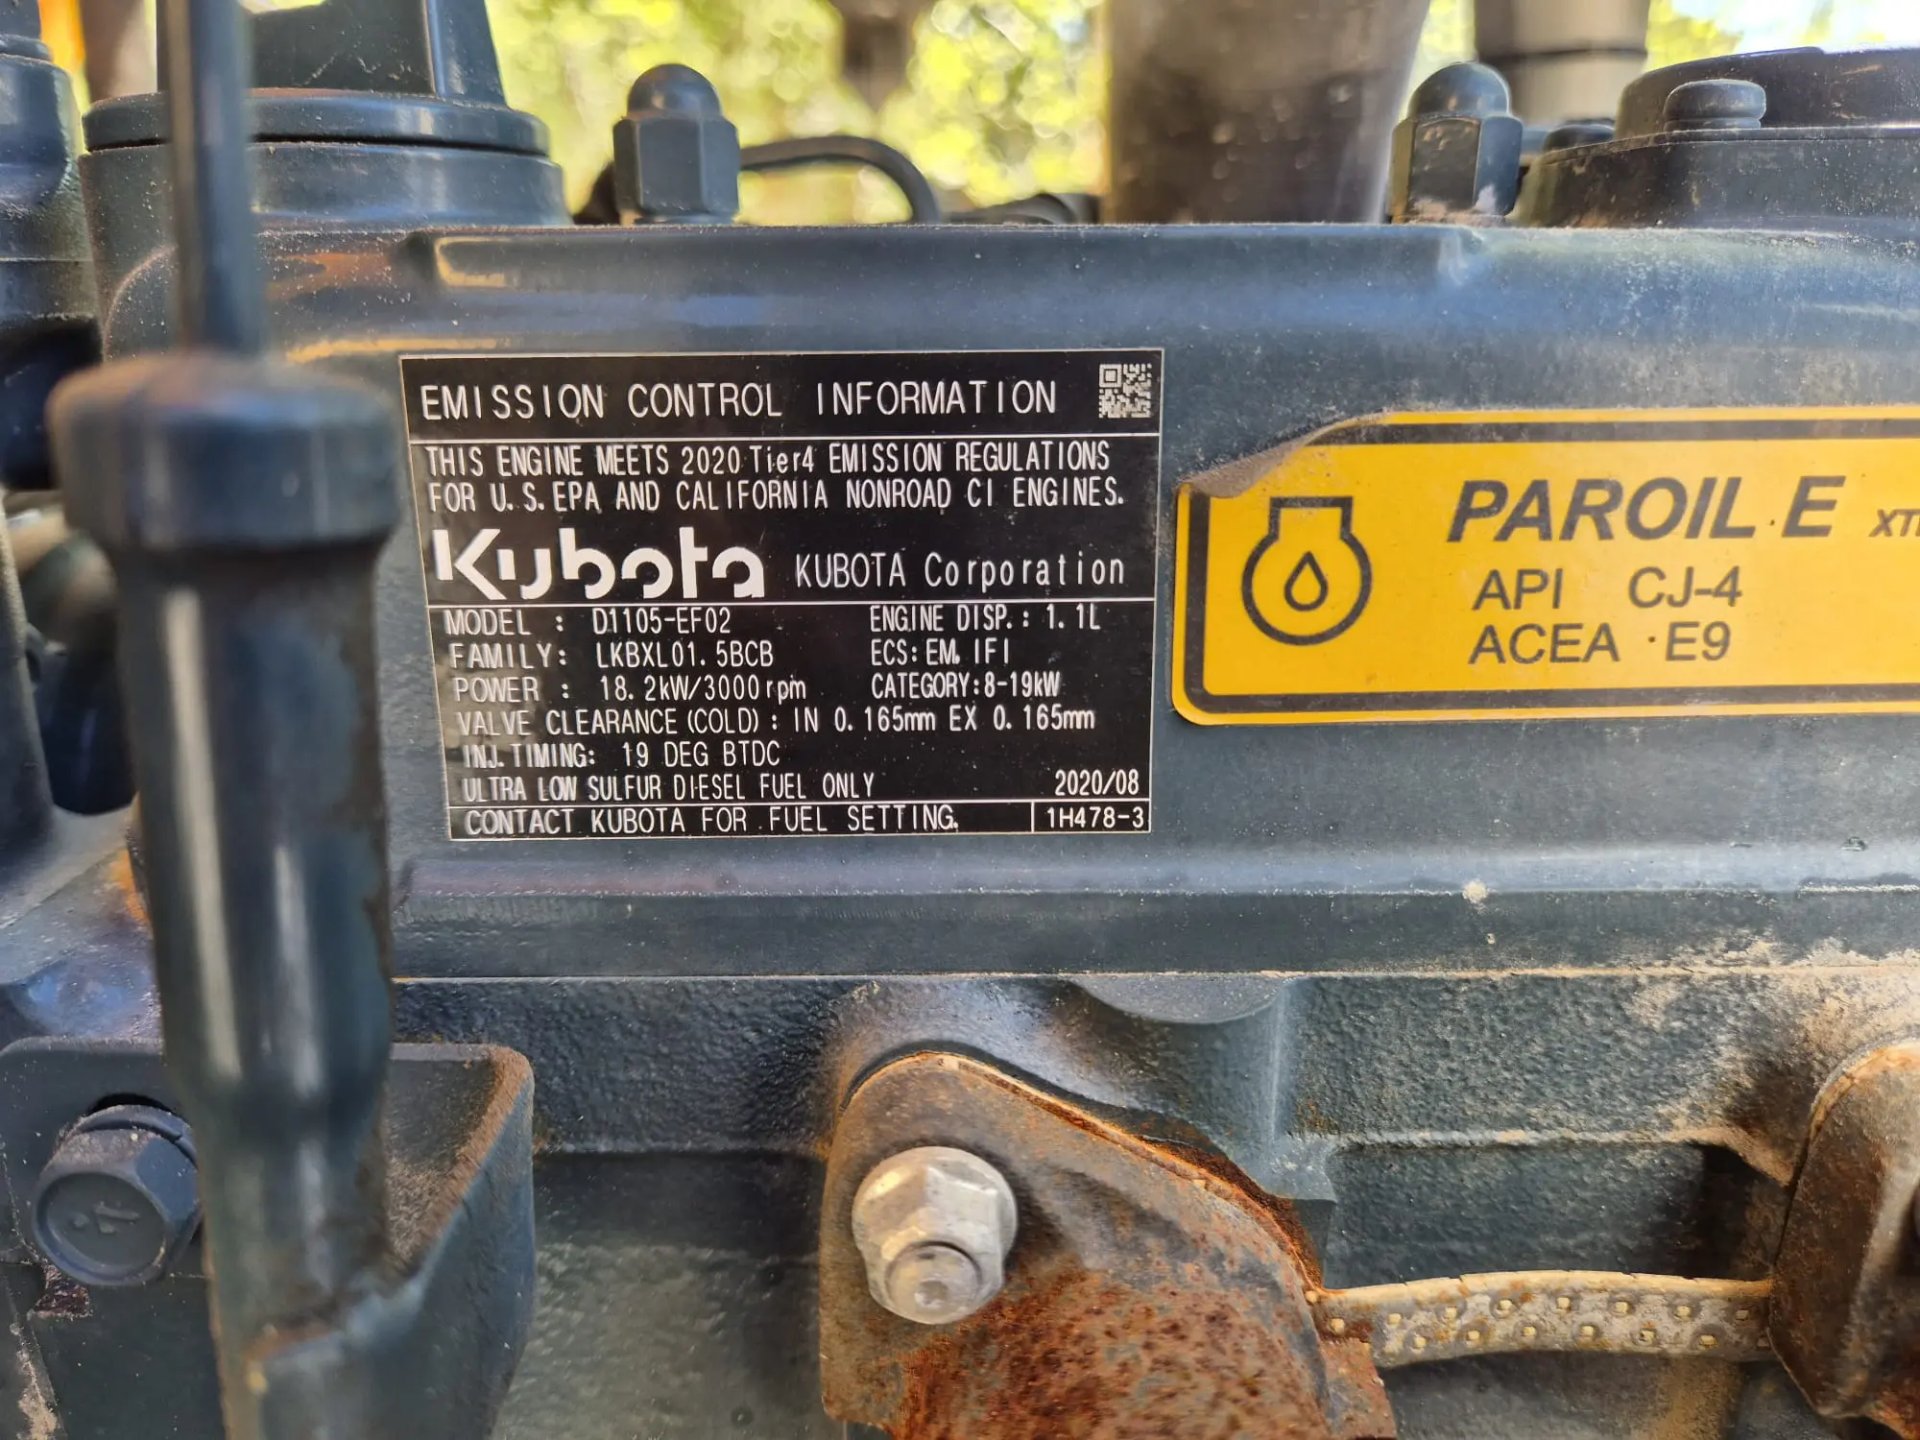 EMISSION CONTROL INFORMATION
THIS ENGINE MEETS 2020 Tier4 EMISSION REGULATIONS
FOR U.S.EPA AND CALIFORNIA NONROAD CI ENGINES.
Kubota KUBOTA Corporation
MODEL : D1105-EF02 ENGINE DISP.: 1.1L
FAMILY: LKBXL01.5BCB ECS: EM, IFI
POWER : 18.2kW/3000rpm CATEGORY:8-19kW
VALVE CLEARANCE (COLD) : IN 0.165mm EX 0.165mm
INJ.TIMING: 19 DEG BTDC
ULTRA LOW SULFUR DIESEL FUEL ONLY 2020/08
CONTACT KUBOTA FOR FUEL SETTING. 1H478-3
PAROIL E
API CJ-4
ACEA E9